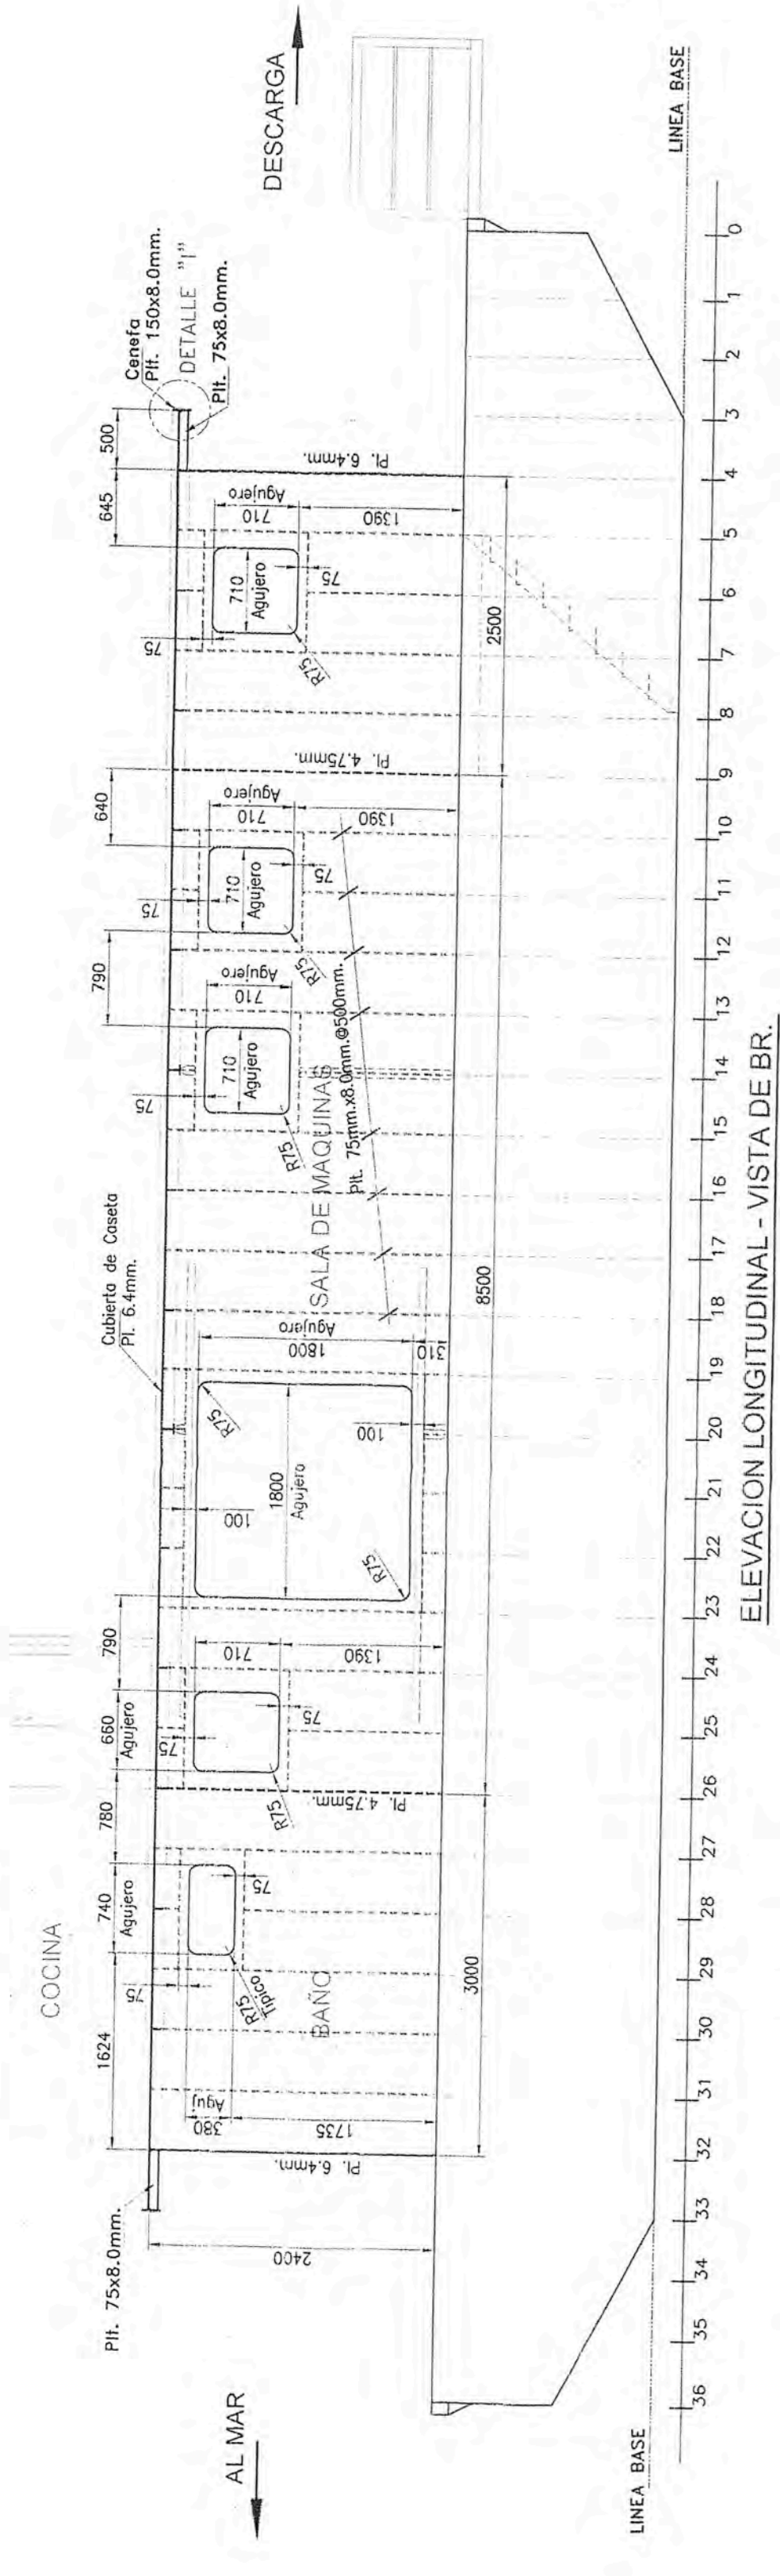 COCINA
AL MAR
DESCARGA
Plt. 75x8.0mm.
1624
740
Agujero
780
660
Agujero
790
Cubierta de Caseta
Pl. 6.4mm.
790
640
645
500
Cenefa
Plt. 150x8.0mm.
DETALLE "I"
Plt. 75x8.0mm.
2400
Pl. 6.4mm.
380
Aguj
1735
75
R75
Tipico
75
BAÑO
3000
Pl. 4.75mm.
75
R75
75
710
1390
100
1800
Agujero
R75
R75
100
1800
Agujero
310
SALA DE MAQUINAS
Plt. 75mm.x8.0mm.@500mm.
8500
75
710
Agujero
R75
710
Agujero
75
710
Agujero
R75
75
710
Agujero
1390
Pl. 4.75mm.
75
710
Agujero
R75
75
710
Agujero
1390
Pl. 6.4mm.
2500
LINEA BASE
LINEA BASE
36 35 34 33 32 31 30 29 28 27 26 25 24 23 22 21 20 19 18 17 16 15 14 13 12 11 10 9 8 7 6 5 4 3 2 1 0
ELEVACION LONGITUDINAL - VISTA DE BR.